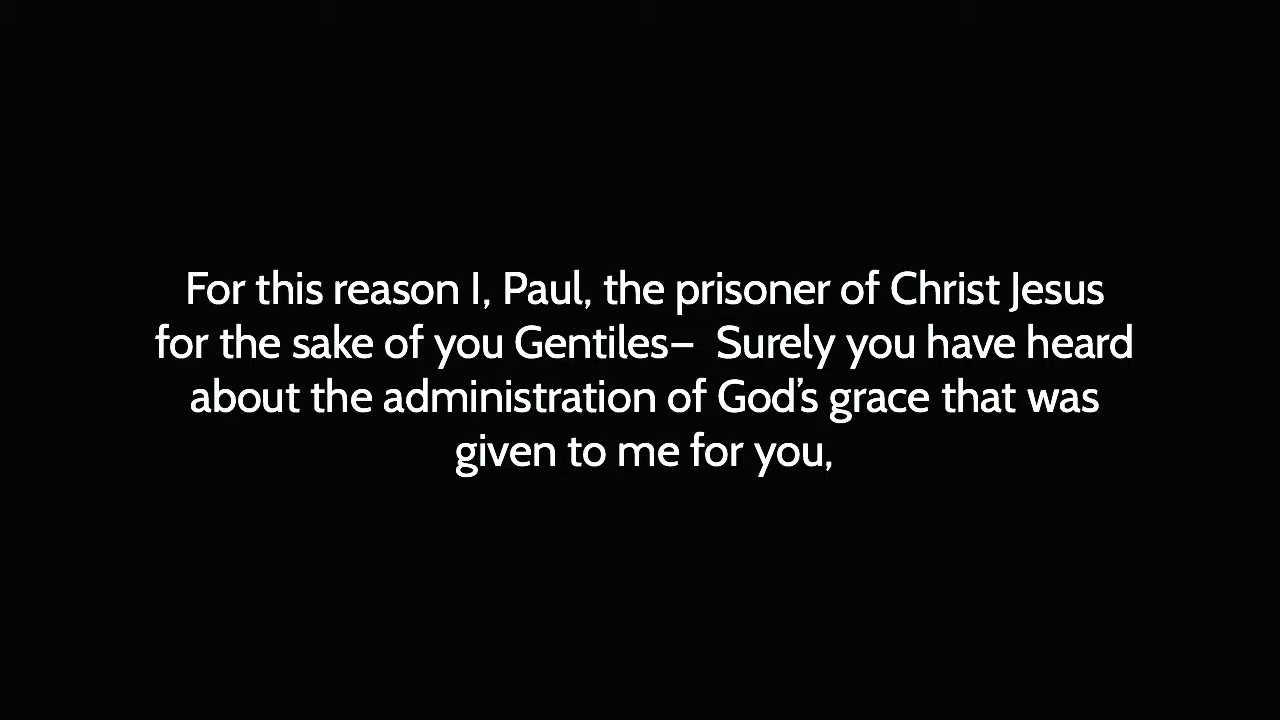 For this reason I, Paul, the prisoner of Christ Jesus
for the sake of you Gentiles–  Surely you have heard
about the administration of God’s grace that was
given to me for you,